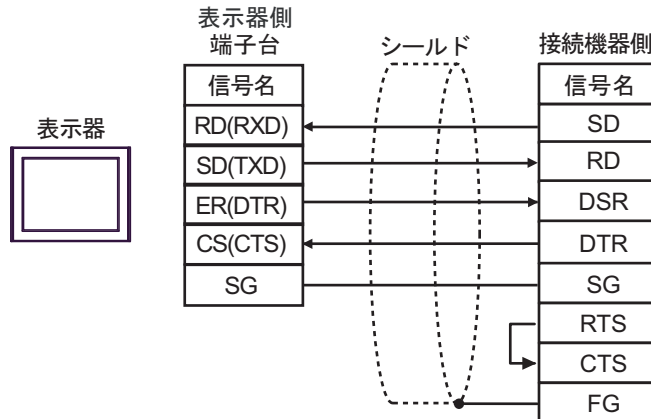 表示器側
端子台
シールド
接続機器側
表示器
信号名
RD(RXD)
SD(TXD)
ER(DTR)
CS(CTS)
SG
信号名
SD
RD
DSR
DTR
SG
RTS
CTS
FG